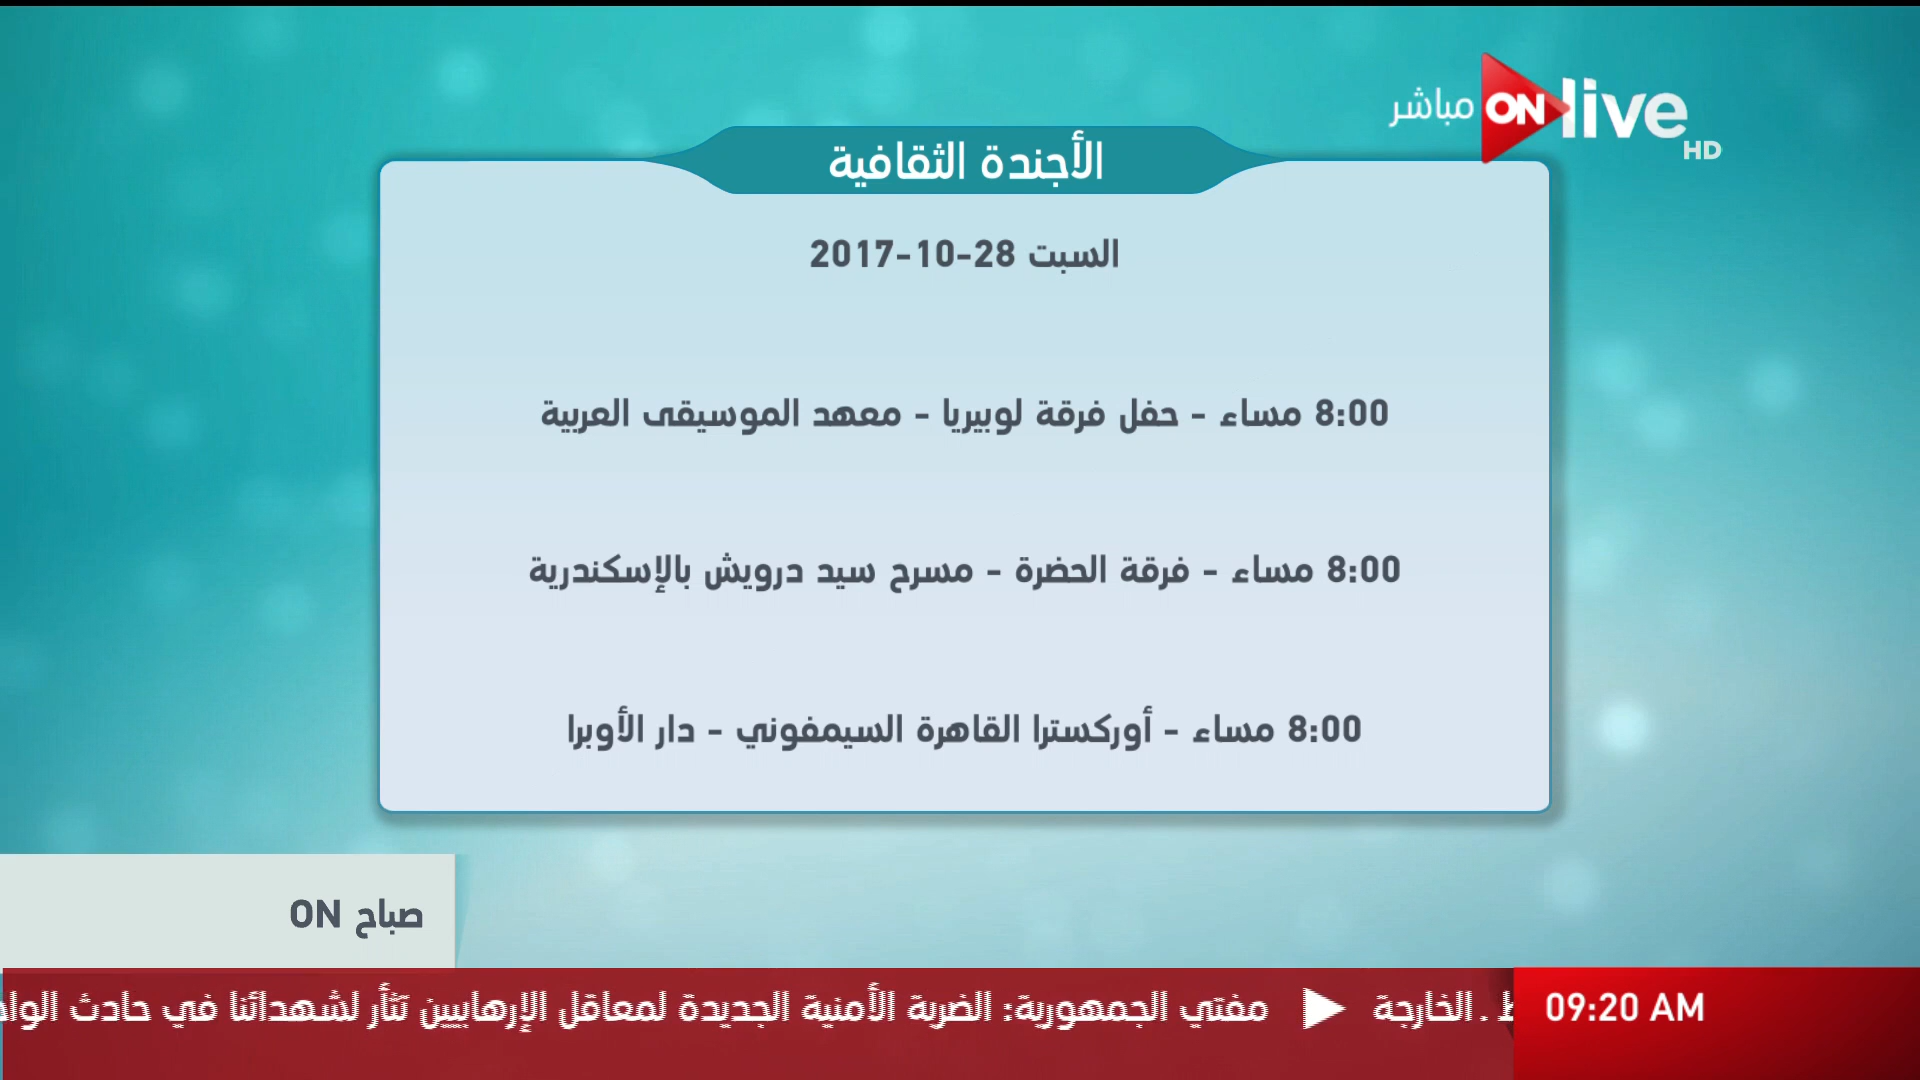 مباشر ON live
HD
الأجندة الثقافية
السبت 28-10-2017
8:00 مساء - حفل فرقة لوبيريا - معهد الموسيقى العربية
8:00 مساء - فرقة الحضرة - مسرح سيد درويش بالإسكندرية
8:00 مساء - أوركسترا القاهرة السيمفوني - دار الأوبرا
صباح ON
09:20 AM
. الخارجة ◀ مفتي الجمهورية: الضربة الأمنية الجديدة لمعاقل الإرهابيين تثأر لشهدائنا في حادث